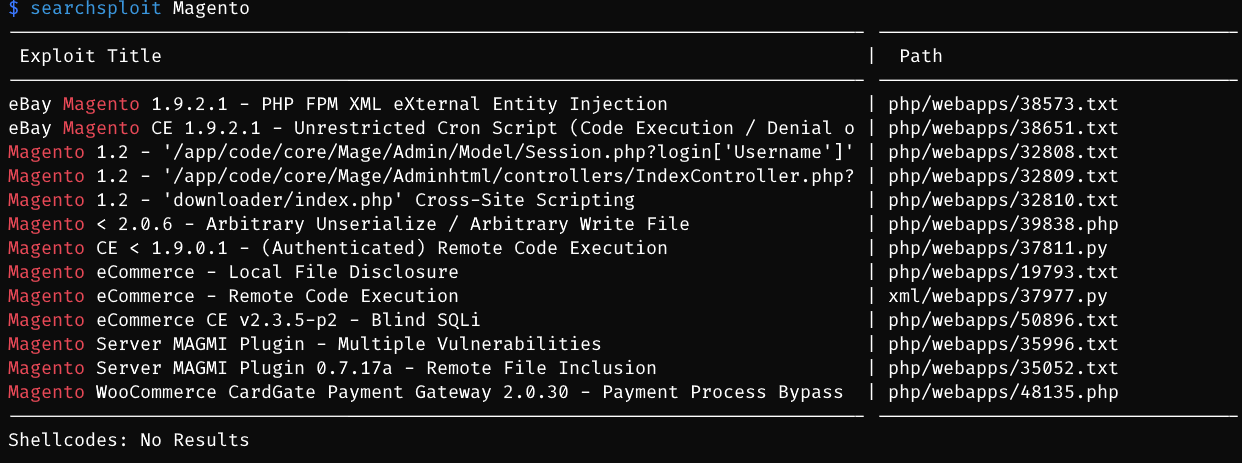 $ searchsploit Magento
Exploit Title | Path
eBay Magento 1.9.2.1 - PHP FPM XML eXternal Entity Injection | php/webapps/38573.txt
eBay Magento CE 1.9.2.1 - Unrestricted Cron Script (Code Execution / Denial o | php/webapps/38651.txt
Magento 1.2 - '/app/code/core/Mage/Admin/Model/Session.php?login['Username']' | php/webapps/32808.txt
Magento 1.2 - '/app/code/core/Mage/Adminhtml/controllers/IndexController.php? | php/webapps/32809.txt
Magento 1.2 - 'downloader/index.php' Cross-Site Scripting | php/webapps/32810.txt
Magento < 2.0.6 - Arbitrary Unserialize / Arbitrary Write File | php/webapps/39838.php
Magento CE < 1.9.0.1 - (Authenticated) Remote Code Execution | php/webapps/37811.py
Magento eCommerce - Local File Disclosure | php/webapps/19793.txt
Magento eCommerce - Remote Code Execution | xml/webapps/37977.py
Magento eCommerce CE v2.3.5-p2 - Blind SQLi | php/webapps/50896.txt
Magento Server MAGMI Plugin - Multiple Vulnerabilities | php/webapps/35996.txt
Magento Server MAGMI Plugin 0.7.17a - Remote File Inclusion | php/webapps/35052.txt
Magento WooCommerce CardGate Payment Gateway 2.0.30 - Payment Process Bypass | php/webapps/48135.php
Shellcodes: No Results